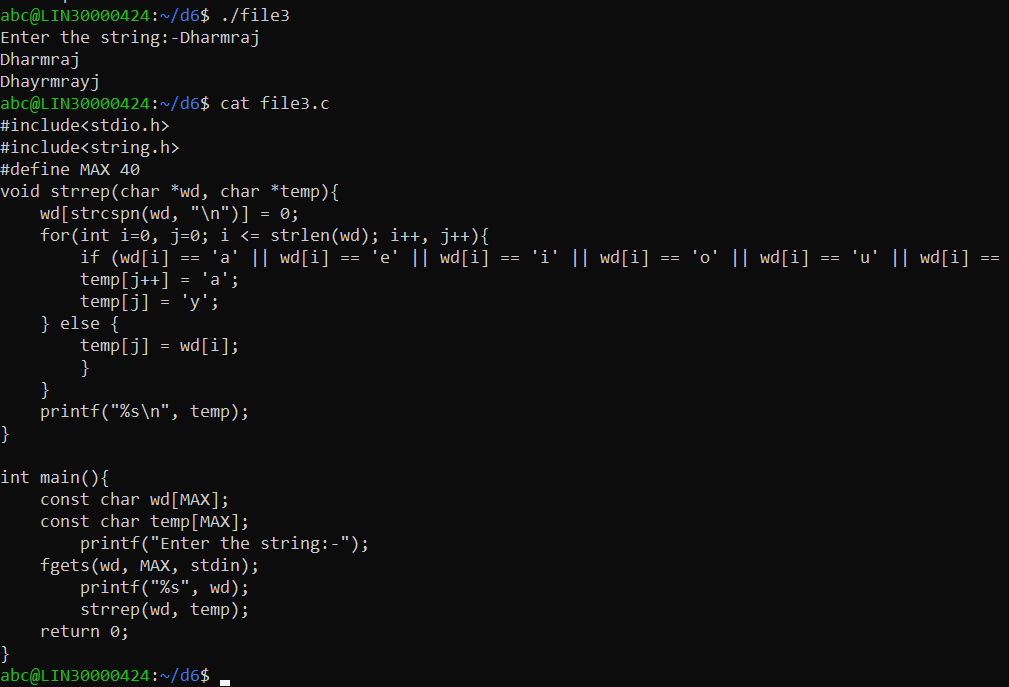 abc@LIN30000424:~/d6$ ./file3
Enter the string:-Dharmraj
Dharmraj
Dhayrmrayj
abc@LIN30000424:~/d6$ cat file3.c
#include<stdio.h>
#include<string.h>
#define MAX 40
void strrep(char *wd, char *temp){
    wd[strcspn(wd, "\n")] = 0;
    for(int i=0, j=0; i <= strlen(wd); i++, j++){
        if (wd[i] == 'a' || wd[i] == 'e' || wd[i] == 'i' || wd[i] == 'o' || wd[i] == 'u' || wd[i] ==
        temp[j++] = 'a';
        temp[j] = 'y';
    } else {
        temp[j] = wd[i];
        }
    }
    printf("%s\n", temp);
}

int main(){
    const char wd[MAX];
    const char temp[MAX];
        printf("Enter the string:-");
    fgets(wd, MAX, stdin);
        printf("%s", wd);
        strrep(wd, temp);
    return 0;
}
abc@LIN30000424:~/d6$